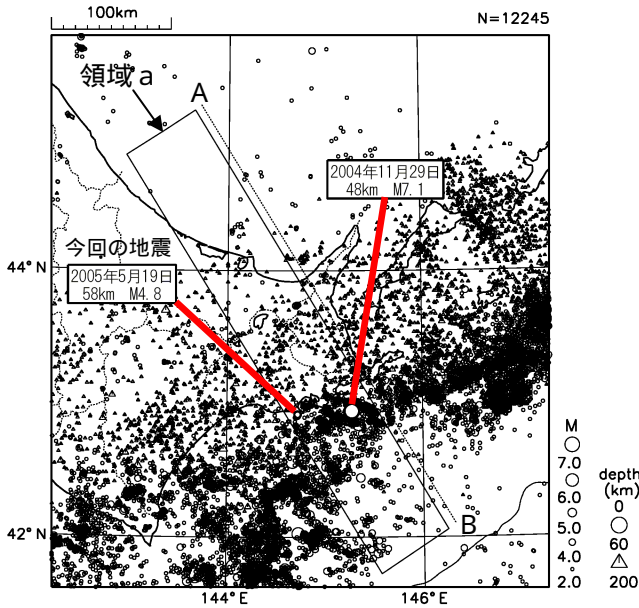 100km
N=12245
領域a
A
2004年11月29日
48km M7.1
今回の地震
2005年5月19日
58km M4.8
44°N
42°N
B
144°E
146°E
M
7.0
6.0
5.0
4.0
2.0
depth
(km)
0
60
200